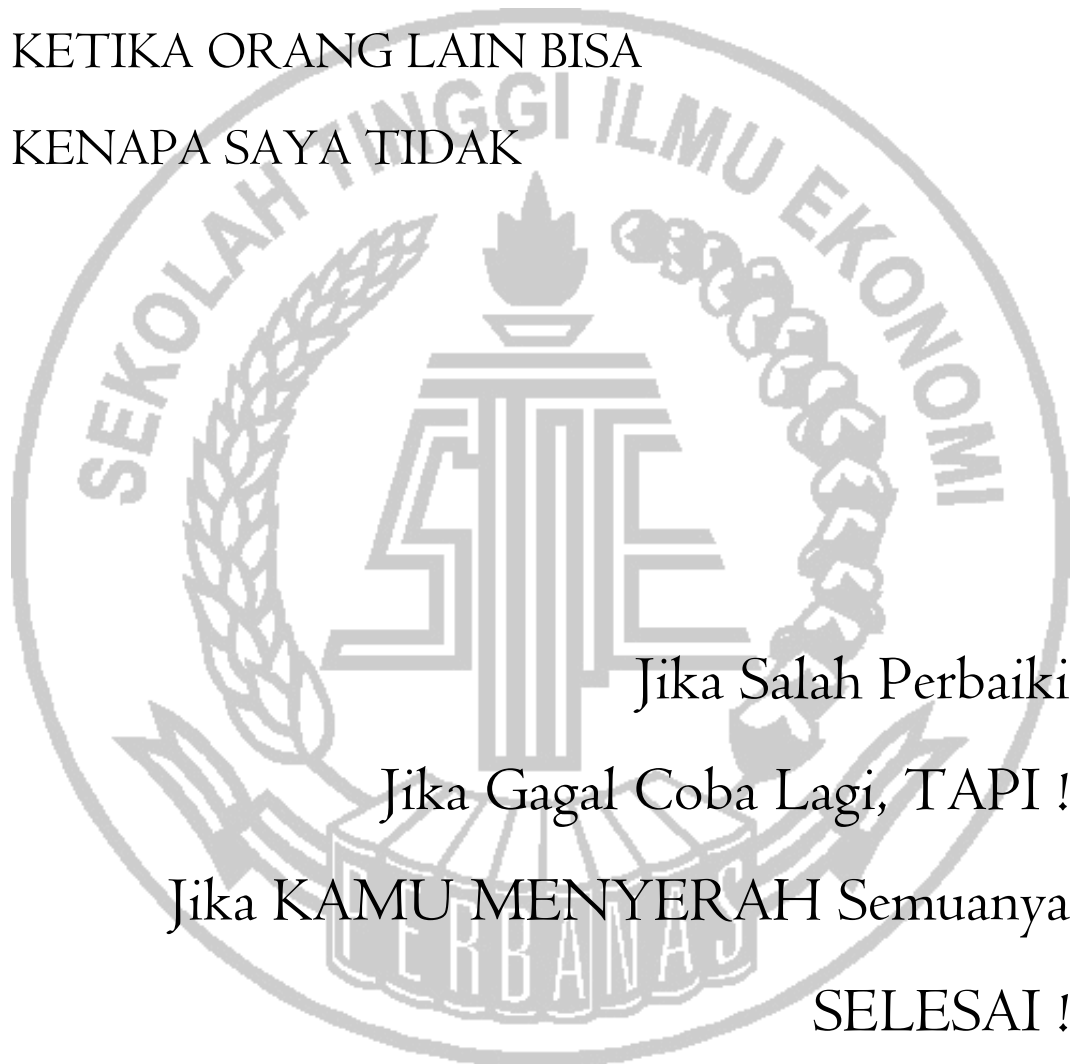 KETIKA ORANG LAIN BISA
KENAPA SAYA TIDAK
SEKOLAH TINGGI ILMU EKONOMI
STIE
Jika Salah Perbaiki
Jika Gagal Coba Lagi, TAPI !
Jika KAMU MENYERAH Semuanya
PERBANAS
SELESAI !